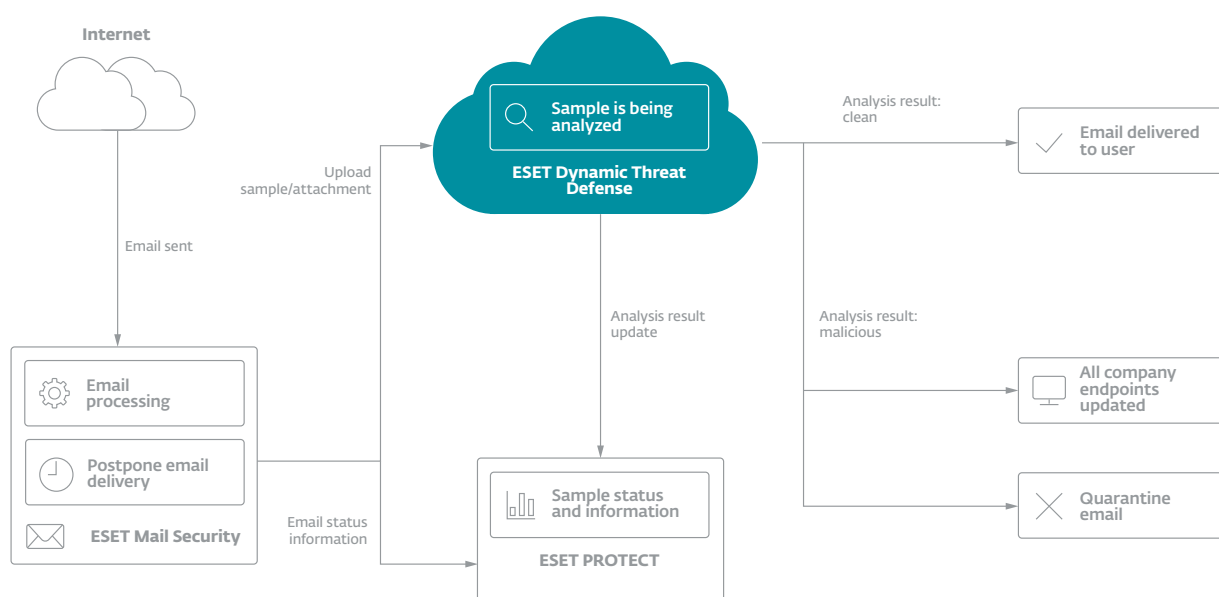 Internet
Email sent
Email
processing
Postpone email
delivery
ESET Mail Security
Upload
sample/attachment
Email status
information
Sample is being
analyzed
ESET Dynamic Threat
Defense
Analysis result
update
Sample status
and information
ESET PROTECT
Analysis result:
clean
Email delivered
to user
Analysis result:
malicious
All company
endpoints
updated
Quarantine
email